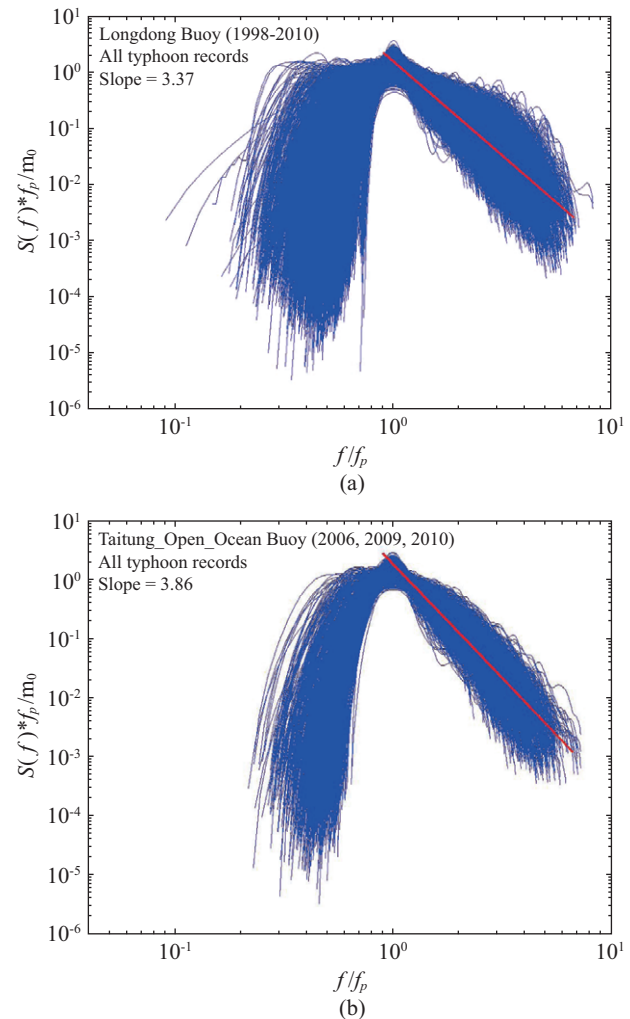 10^1
Longdong Buoy (1998-2010)
All typhoon records
Slope = 3.37
10^0
10^-1
10^-2
10^-3
10^-4
10^-5
10^-6
S(f)*f_p/m_0
10^-1 10^0 10^1
f/f_p
(a)
10^1
Taitung_Open_Ocean Buoy (2006, 2009, 2010)
All typhoon records
Slope = 3.86
10^0
10^-1
10^-2
10^-3
10^-4
10^-5
10^-6
S(f)*f_p/m_0
10^-1 10^0 10^1
f/f_p
(b)